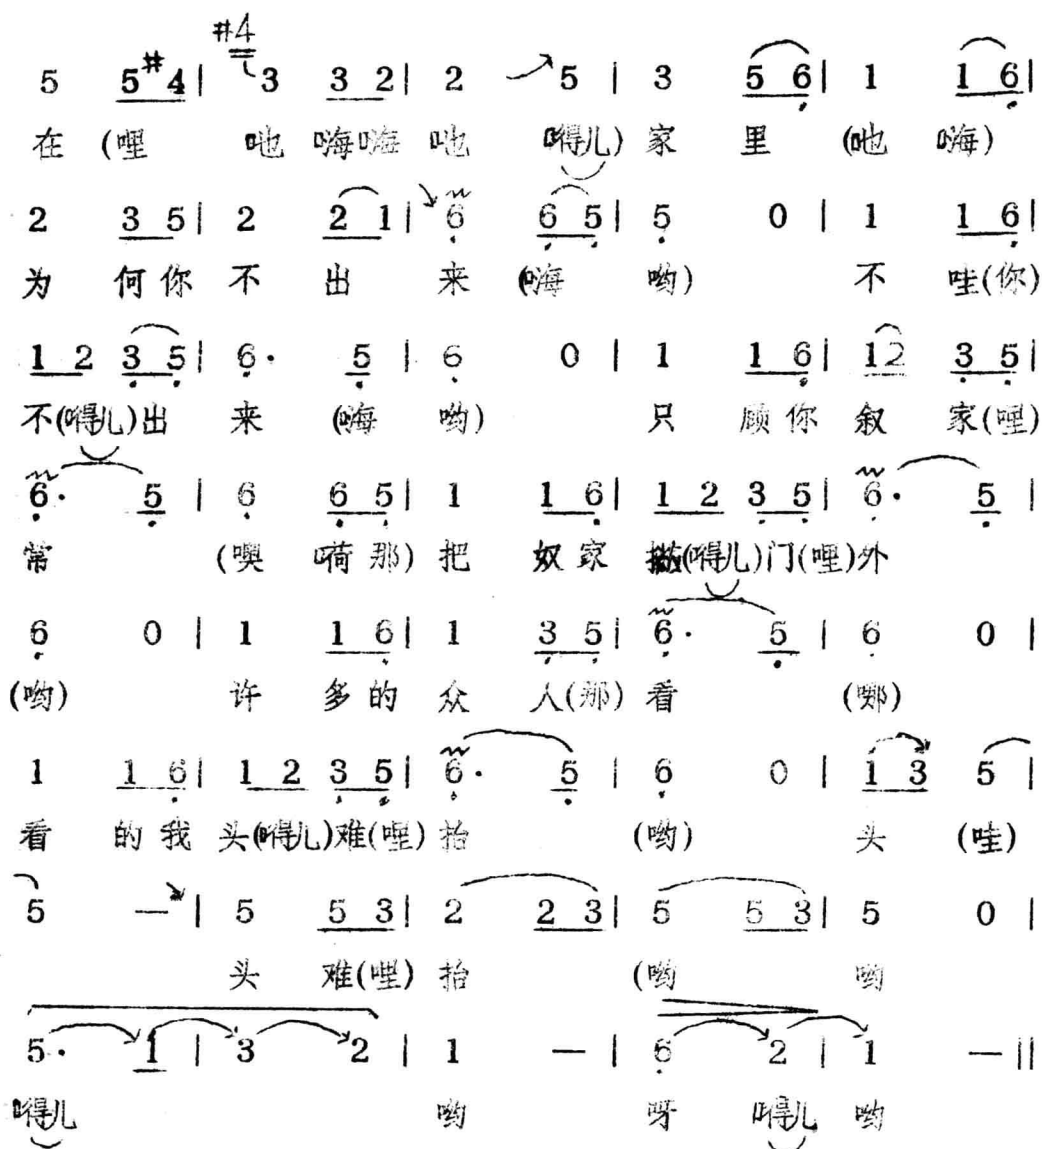 #4
5 5 #4 | 3 3 2 | 2 5 | 3 5 6 | 1 1 6 |
在 (哩 吔 嗨嗨 吔 嘚儿) 家 里 (吔 嗨)
2 3 5 | 2 2 1 | 6 6 5 | 5 0 | 1 1 6 |
为 何 你 不 出 来 (嗨 哟) 不 哇(你)
1 2 3 5 | 6· 5 | 6 0 | 1 1 6 | 1 2 3 5 |
不(嘚儿)出 来 (嗨 哟) 只 顾 你 叙 家(哩)
6· 5 | 6 6 5 | 1 1 6 | 1 2 3 5 | 6· 5 |
常 (噢 嗬 那) 把 奴 家 (嘚儿)门(哩)外
6 0 | 1 1 6 | 1 3 5 | 6· 5 | 6 0 |
(哟) 许 多 的 众 人(那) 看 (哪)
1 1 6 | 1 2 3 5 | 6· 5 | 6 0 | 1 3 5 |
看 的 我 头(嘚儿)难(哩) 抬 (哟) 头 (哇)
5 — | 5 5 3 | 2 2 3 | 5 5 3 | 5 0 |
头 难(哩) 抬 (哟 哟
5· 1 | 3 2 | 1 — | 6 2 | 1 — ||
嘚儿 哟 呀 嘚儿 哟